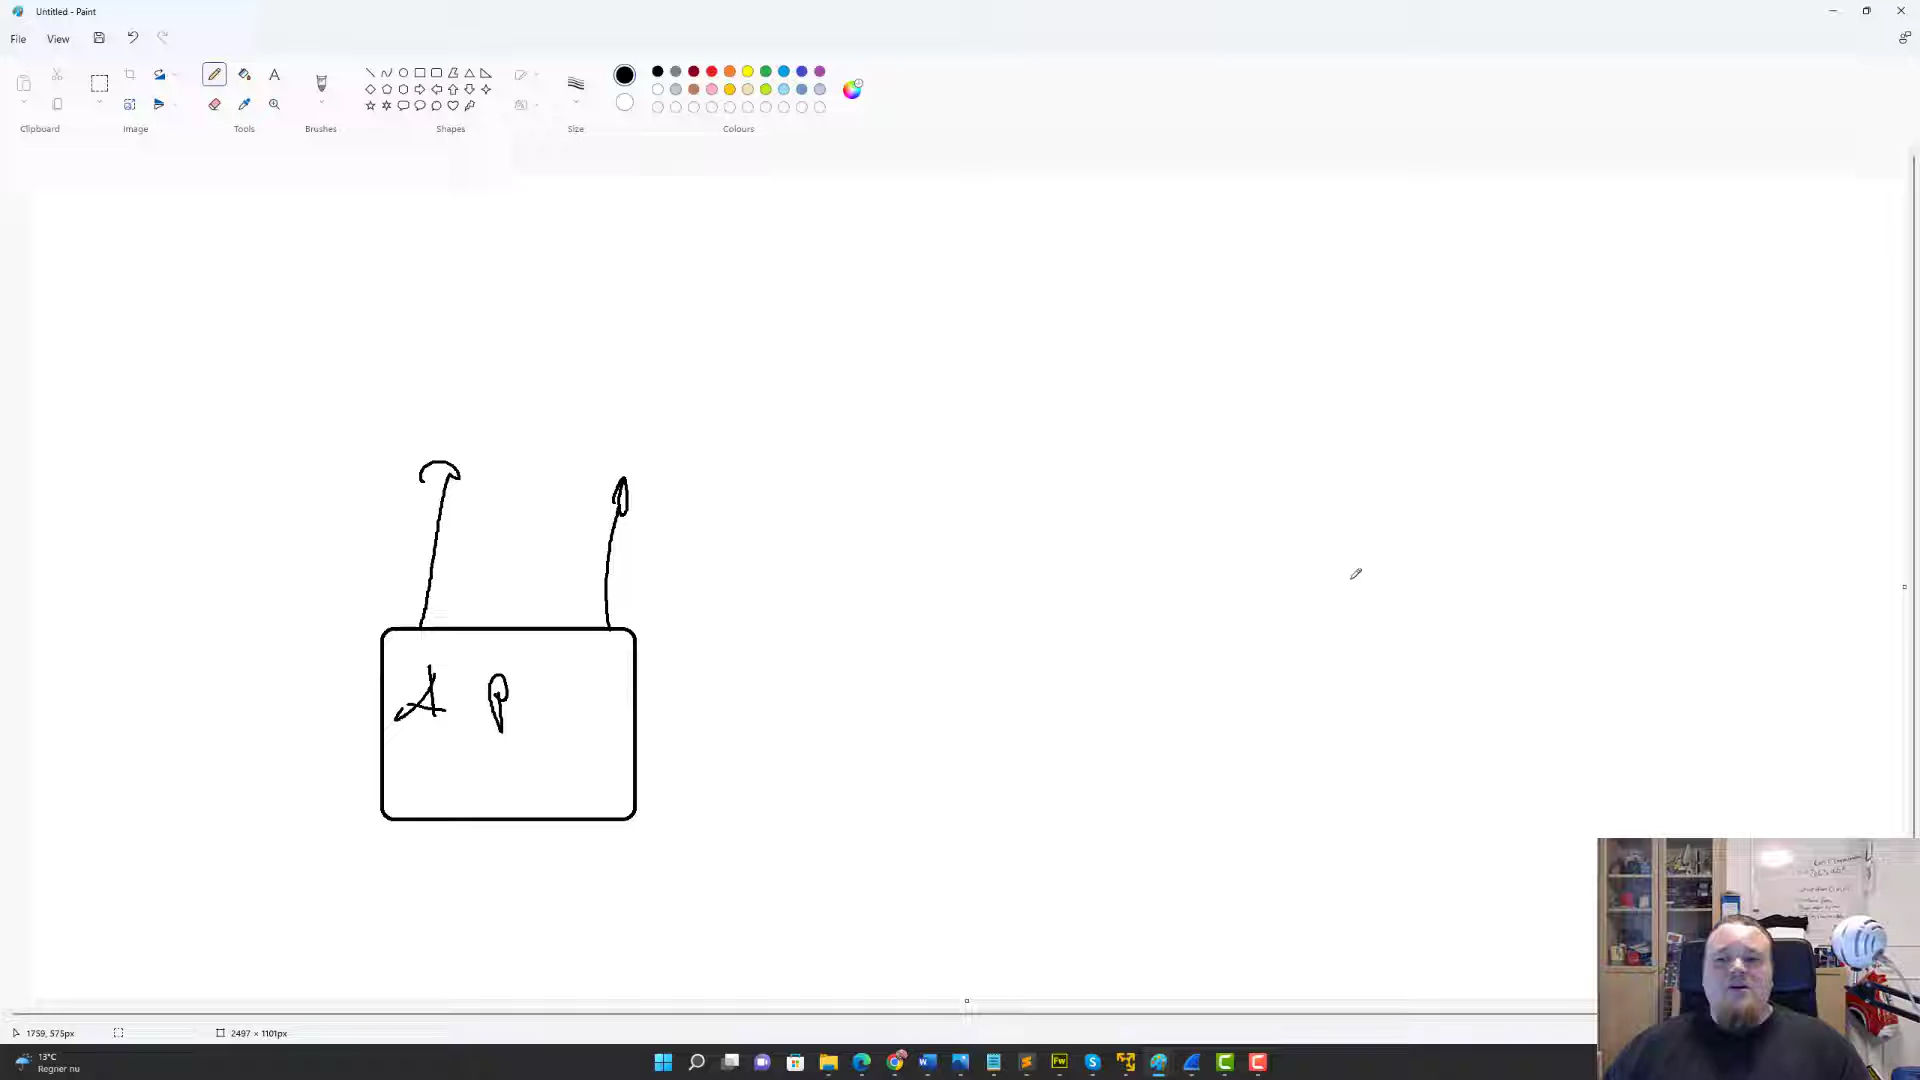 Untitled - Paint
File View
Clipboard Image Tools Brushes Shapes Size Colours
A P
1759, 575px 2497 × 1101px
13°C
Regner nu